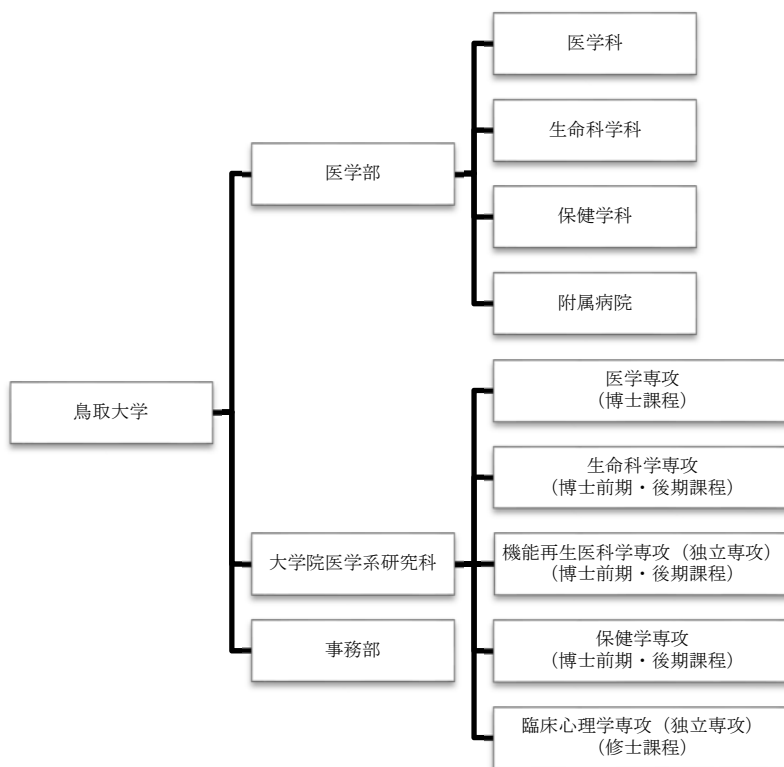 鳥取大学
医学部
医学科
生命科学科
保健学科
附属病院
大学院医学系研究科
医学専攻
(博士課程)
生命科学専攻
(博士前期・後期課程)
機能再生医科学専攻（独立専攻）
(博士前期・後期課程)
保健学専攻
(博士前期・後期課程)
臨床心理学専攻（独立専攻）
(修士課程)
事務部